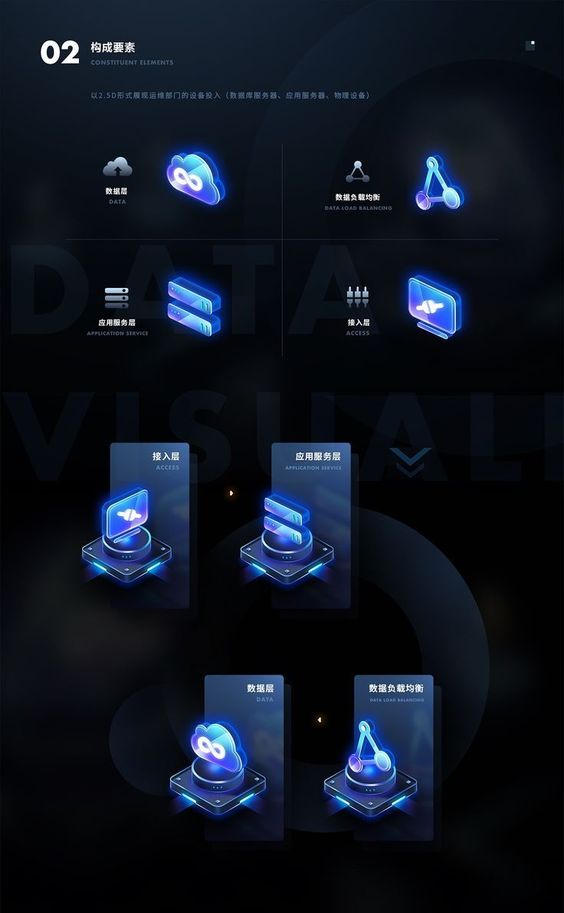 02 构成要素
CONSTITUENT ELEMENTS
以2.5D形式展现运维部门的设备投入（数据库服务器、应用服务器、物理设备）
数据层
DATA
数据负载均衡
DATA LOAD BALANCING
DATA
应用服务层
APPLICATION SERVICE
接入层
ACCESS
VISUALI
接入层
ACCESS
应用服务层
APPLICATION SERVICE
数据层
DATA
数据负载均衡
DATA LOAD BALANCING